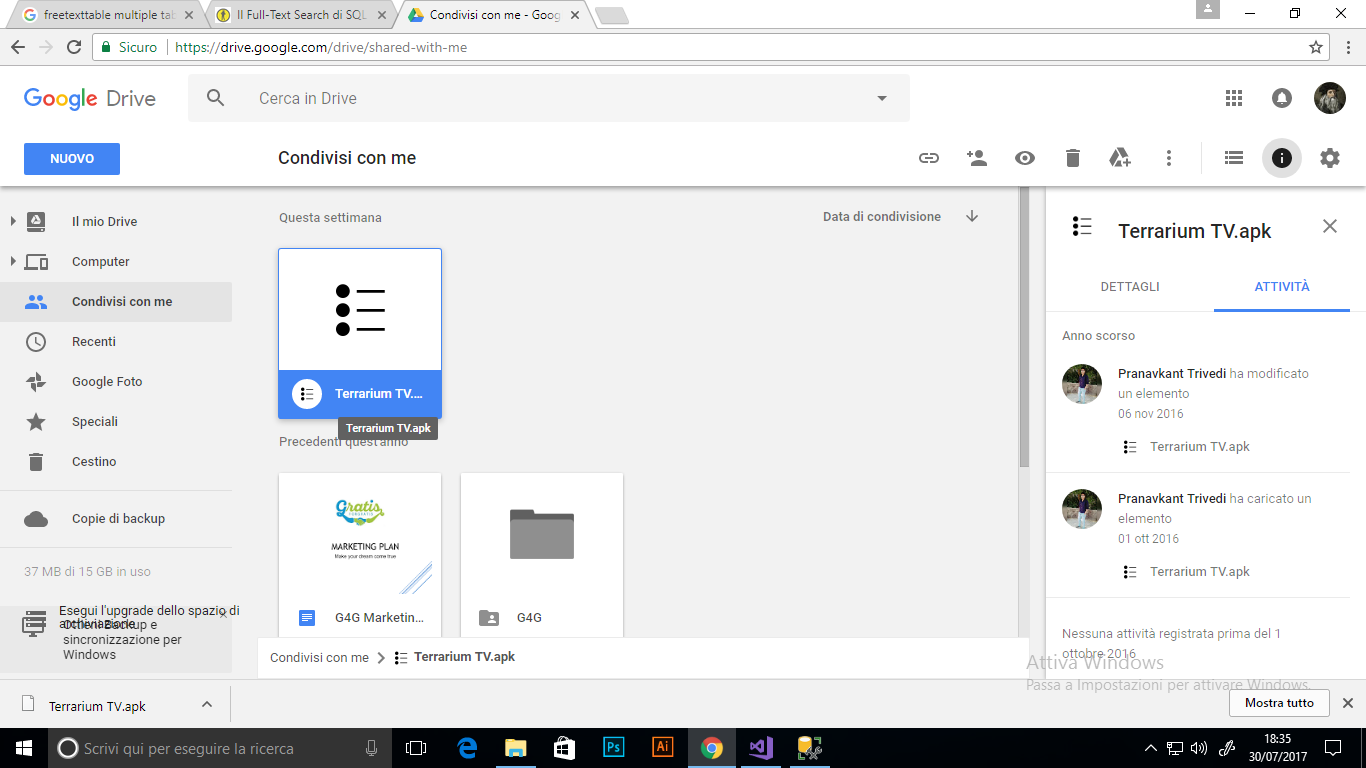 freetexttable multiple tab
Il Full-Text Search di SQL
Condivisi con me - Goog
Sicuro
https://drive.google.com/drive/shared-with-me
Google Drive
Cerca in Drive
NUOVO
Condivisi con me
Il mio Drive
Computer
Condivisi con me
Recenti
Google Foto
Speciali
Cestino
Copie di backup
37 MB di 15 GB in uso
Esegui l'upgrade dello spazio di
archiviazione
Ottieni Backup e
sincronizzazione per
Windows
Questa settimana
Data di condivisione
Terrarium TV....
Terrarium TV.apk
Precedenti quest'anno
Gratis
MARKETING PLAN
Make your dream come true
G4G Marketin...
G4G
Condivisi con me
Terrarium TV.apk
Terrarium TV.apk
DETTAGLI
ATTIVITÀ
Anno scorso
Pranavkant Trivedi ha modificato
un elemento
06 nov 2016
Terrarium TV.apk
Pranavkant Trivedi ha caricato un
elemento
01 ott 2016
Terrarium TV.apk
Nessuna attività registrata prima del 1
ottobre 2016
Attiva Windows
Passa a Impostazioni per attivare Windows.
Terrarium TV.apk
Mostra tutto
Scrivi qui per eseguire la ricerca
Ps
Ai
18:35
30/07/2017